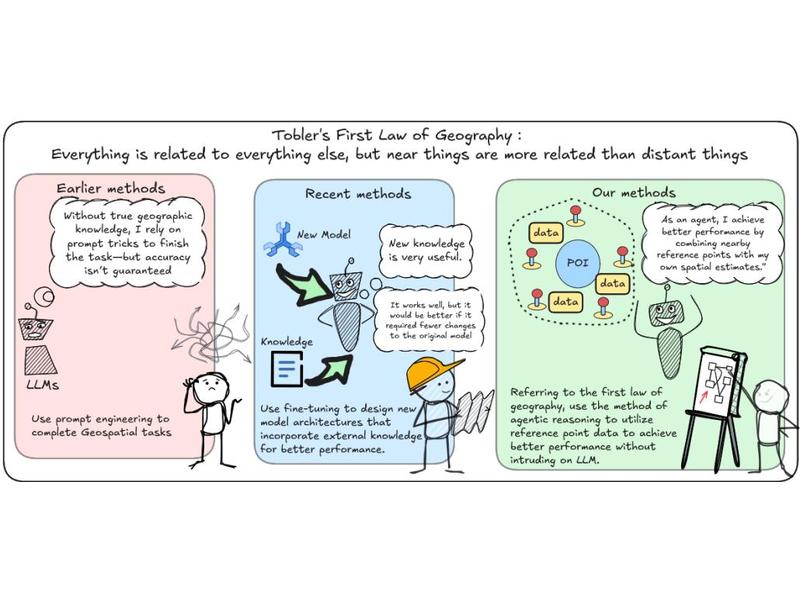 Tobler's First Law of Geography :
Everything is related to everything else, but near things are more related than distant things
Earlier methods
Without true geographic
knowledge, I rely on
prompt tricks to finish
the task—but accuracy
isn't guaranteed
LLMs
Use prompt engineering to
complete Geospatial tasks
Recent methods
New Model
New knowledge
is very useful.
It works well, but it
would be better if it
required fewer changes
to the original model
Knowledge
Use fine-tuning to design new
model architectures that
incorporate external knowledge
for better performance.
Our methods
data
POI
data
data
As an agent, I achieve
better performance by
combining nearby
reference points with my
own spatial estimates."
Referring to the first law of
geography, use the method of
agentic reasoning to utilize
reference point data to achieve
better performance without
intruding on LLM.